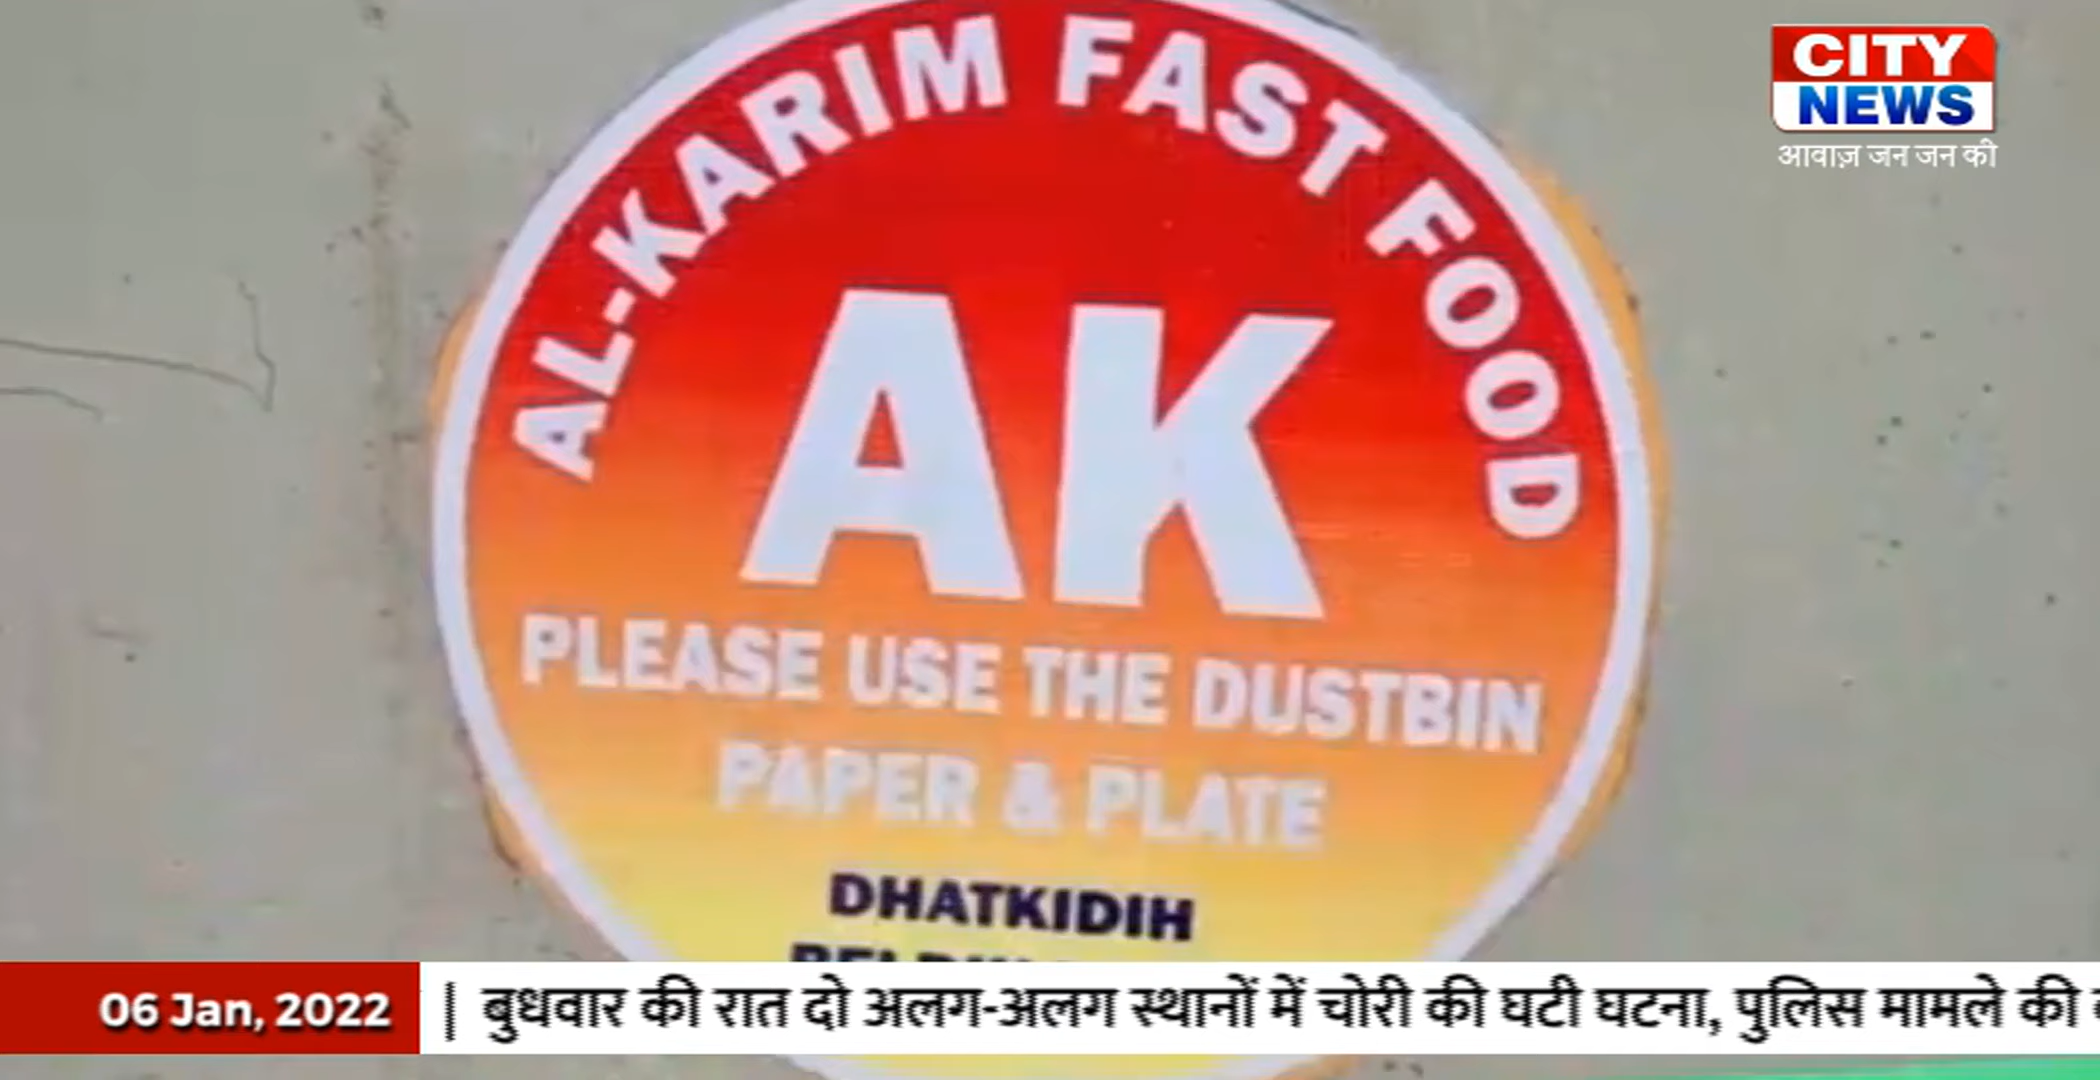 AL-KARIM FAST FOOD
CITY
NEWS
आवाज़ जन जन की
AK
PLEASE USE THE DUSTBIN
PAPER & PLATE
DHATKIDIH
06 Jan, 2022
| बुधवार की रात दो अलग-अलग स्थानों में चोरी की घटी घटना, पुलिस मामले की